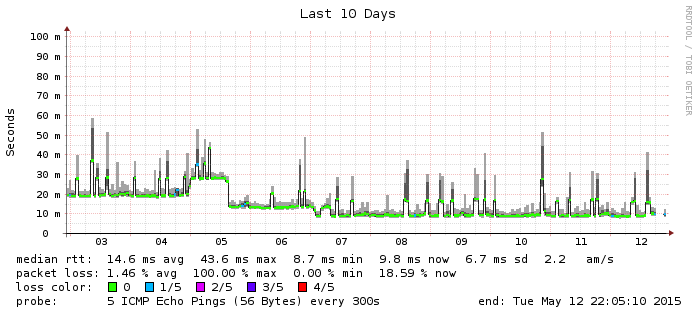 Last 10 Days
RRDTOOL / TOBI OETIKER
Seconds
100 m
90 m
80 m
70 m
60 m
50 m
40 m
30 m
20 m
10 m
0
03 04 05 06 07 08 09 10 11 12
median rtt: 14.6 ms avg 43.6 ms max 8.7 ms min 9.8 ms now 6.7 ms sd 2.2 am/s
packet loss: 1.46 % avg 100.00 % max 0.00 % min 18.59 % now
loss color: 0 1/5 2/5 3/5 4/5
probe: 5 ICMP Echo Pings (56 Bytes) every 300s end: Tue May 12 22:05:10 2015